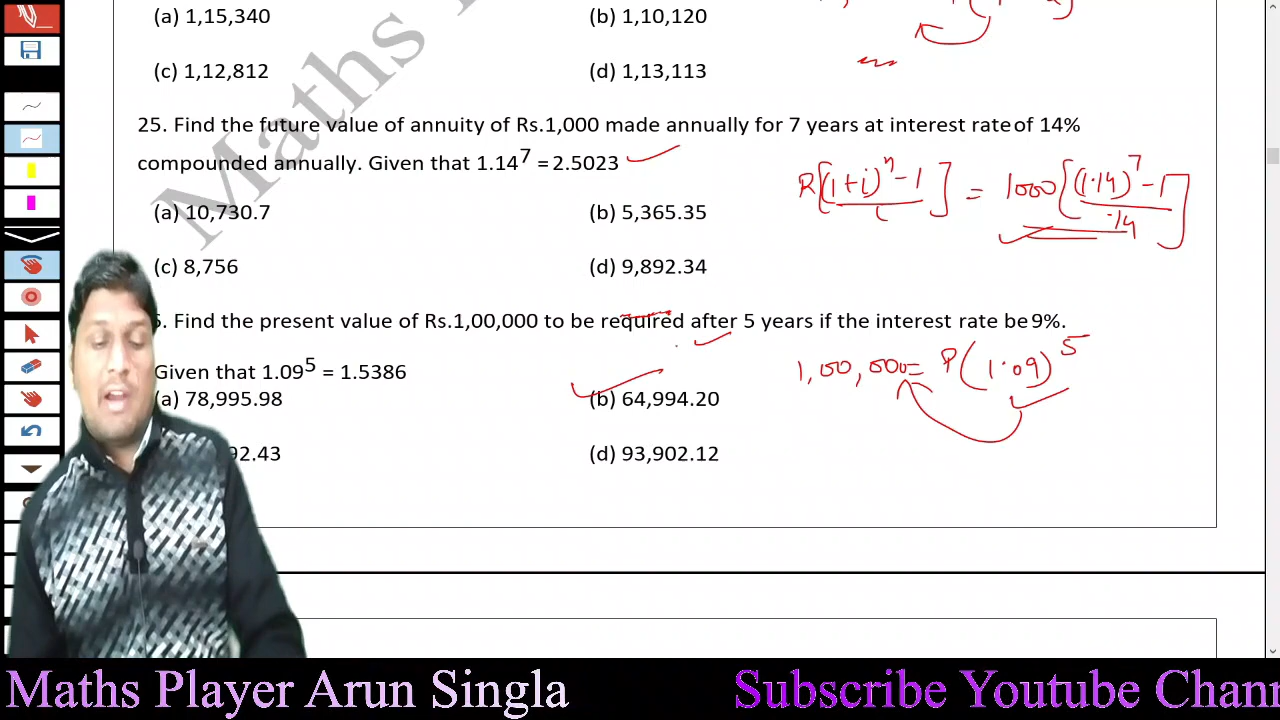 (a) 1,15,340 (b) 1,10,120
(c) 1,12,812 (d) 1,13,113
Maths
25. Find the future value of annuity of Rs.1,000 made annually for 7 years at interest rate of 14%
compounded annually. Given that 1.14⁷ = 2.5023
R[(1+i)ⁿ-1 / i] = 1000[(1.14)⁷-1 / .14]
(a) 10,730.7 (b) 5,365.35
(c) 8,756 (d) 9,892.34
. Find the present value of Rs.1,00,000 to be required after 5 years if the interest rate be 9%.
Given that 1.09⁵ = 1.5386
1,00,000= P(1.09)⁵
(a) 78,995.98 (b) 64,994.20
92.43 (d) 93,902.12
Maths Player Arun Singla Subscribe Youtube Chan